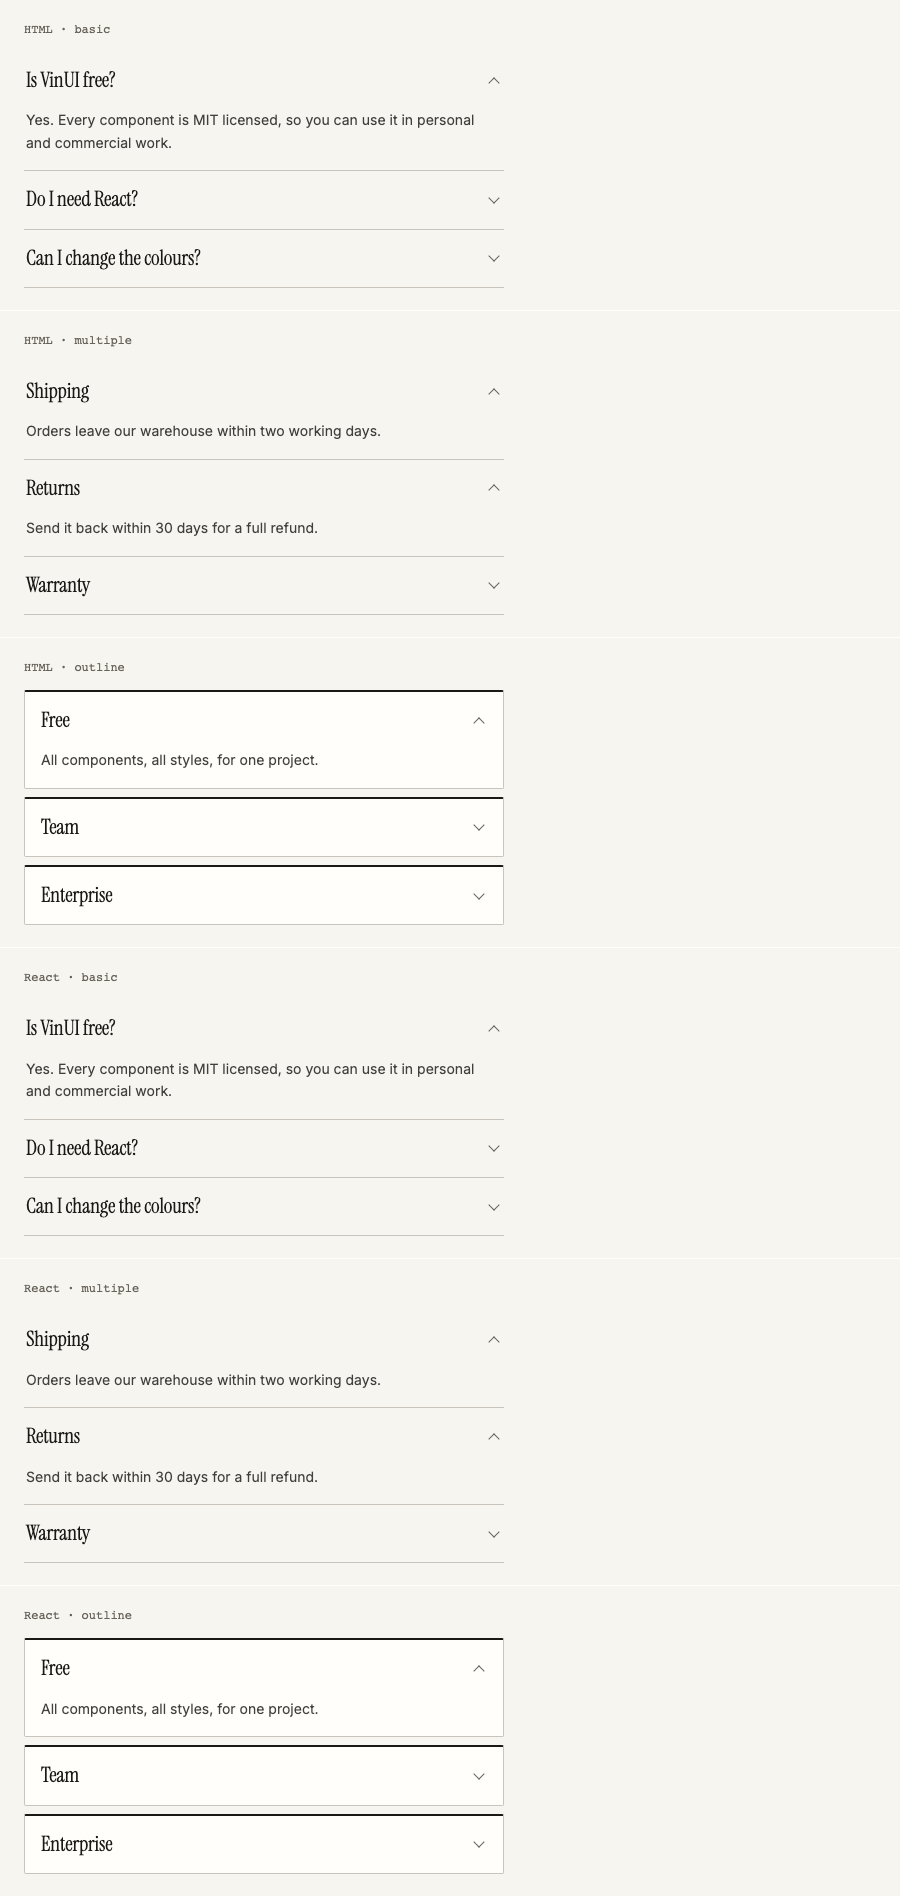 HTML · basic
Is VinUI free?
Yes. Every component is MIT licensed, so you can use it in personal
and commercial work.
Do I need React?
Can I change the colours?
HTML · multiple
Shipping
Orders leave our warehouse within two working days.
Returns
Send it back within 30 days for a full refund.
Warranty
HTML · outline
Free
All components, all styles, for one project.
Team
Enterprise
React · basic
Is VinUI free?
Yes. Every component is MIT licensed, so you can use it in personal
and commercial work.
Do I need React?
Can I change the colours?
React · multiple
Shipping
Orders leave our warehouse within two working days.
Returns
Send it back within 30 days for a full refund.
Warranty
React · outline
Free
All components, all styles, for one project.
Team
Enterprise